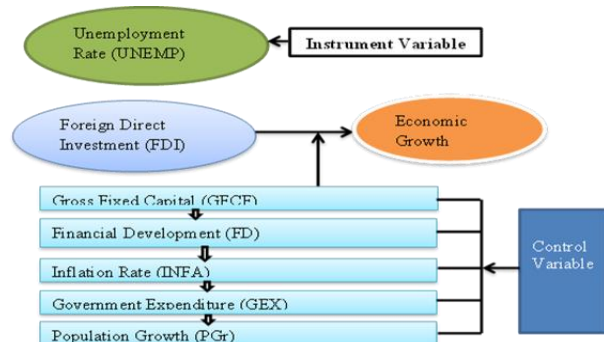 Unemployment
Rate (UNEMP)
Instrument Variable
Foreign Direct
Investment (FDI)
Economic
Growth
Gross Fixed Capital (GFCF)
Financial Development (FD)
Inflation Rate (INFA)
Government Expenditure (GEX)
Population Growth (PGr)
Control
Variable